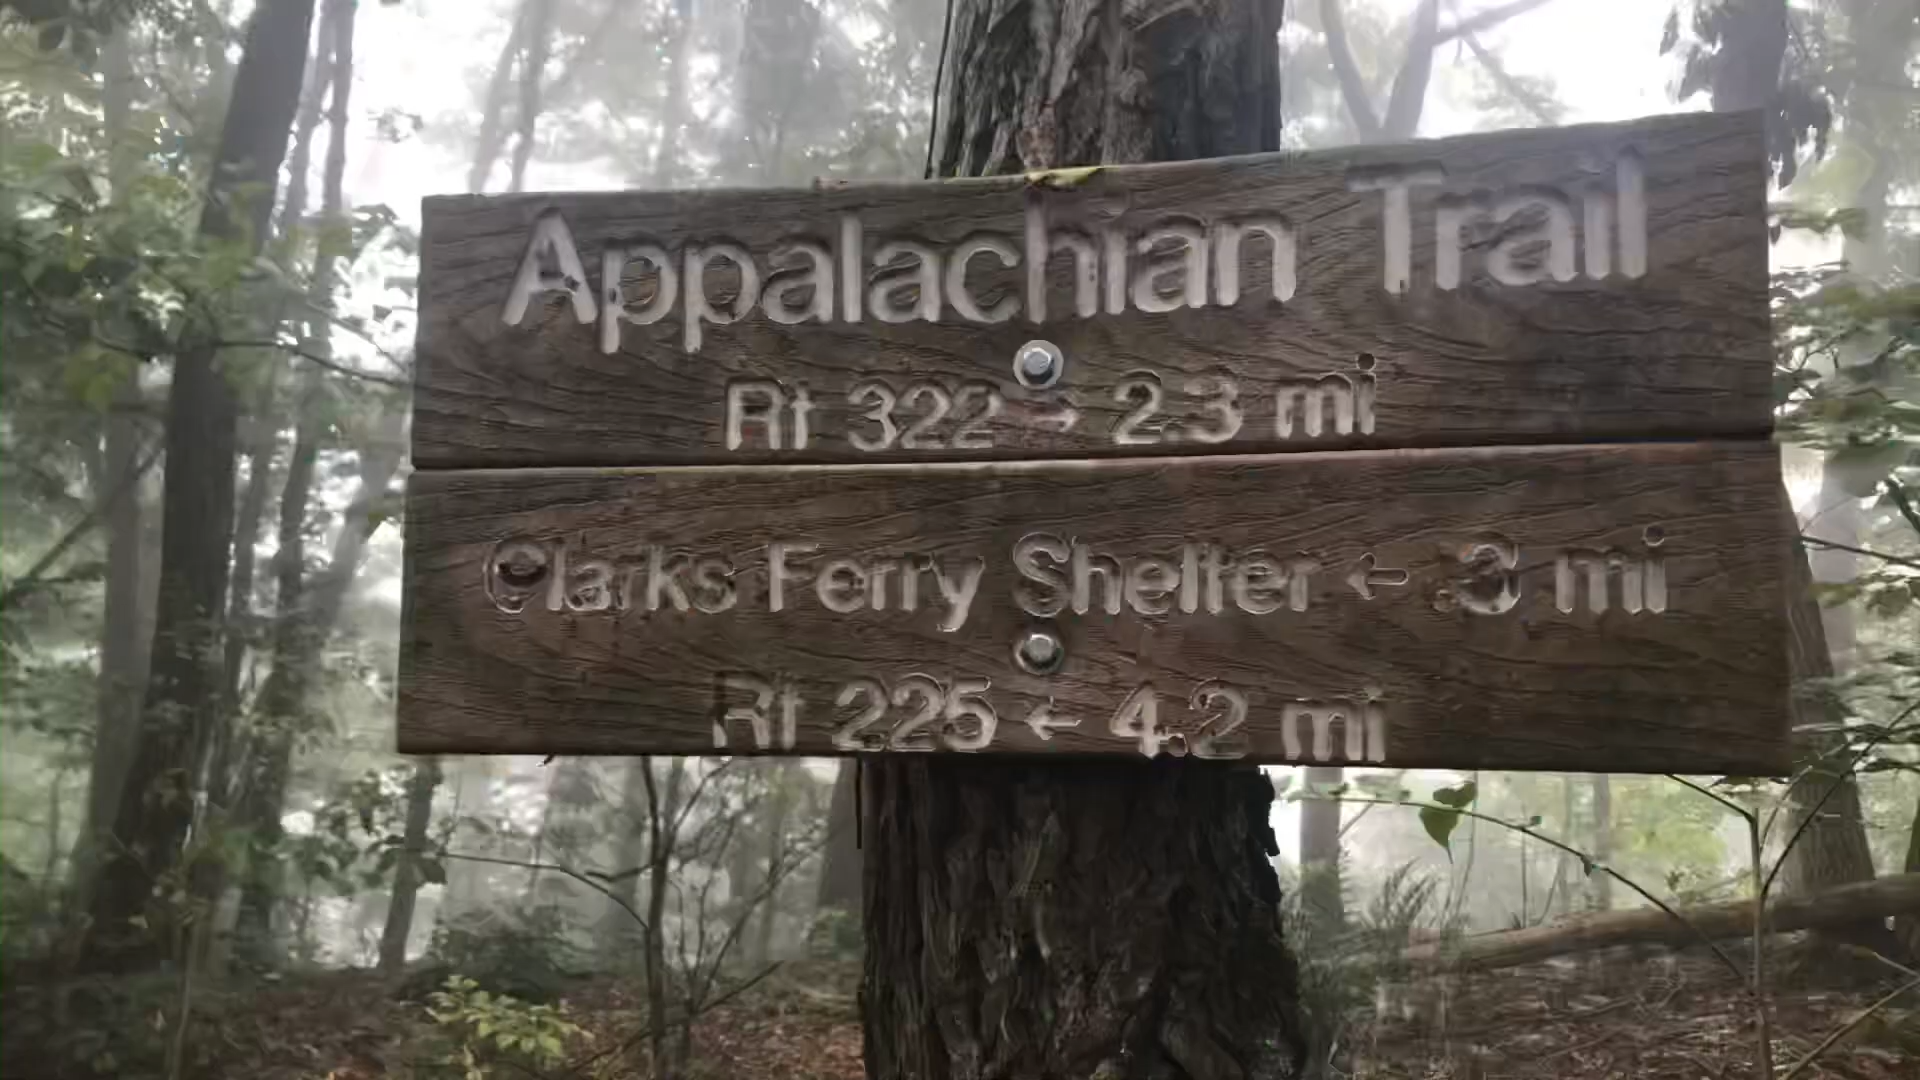 Appalachian Trail
Rt 322 → 2.3 mi
Clarks Ferry Shelter ← .3 mi
Rt 225 ← 4.2 mi